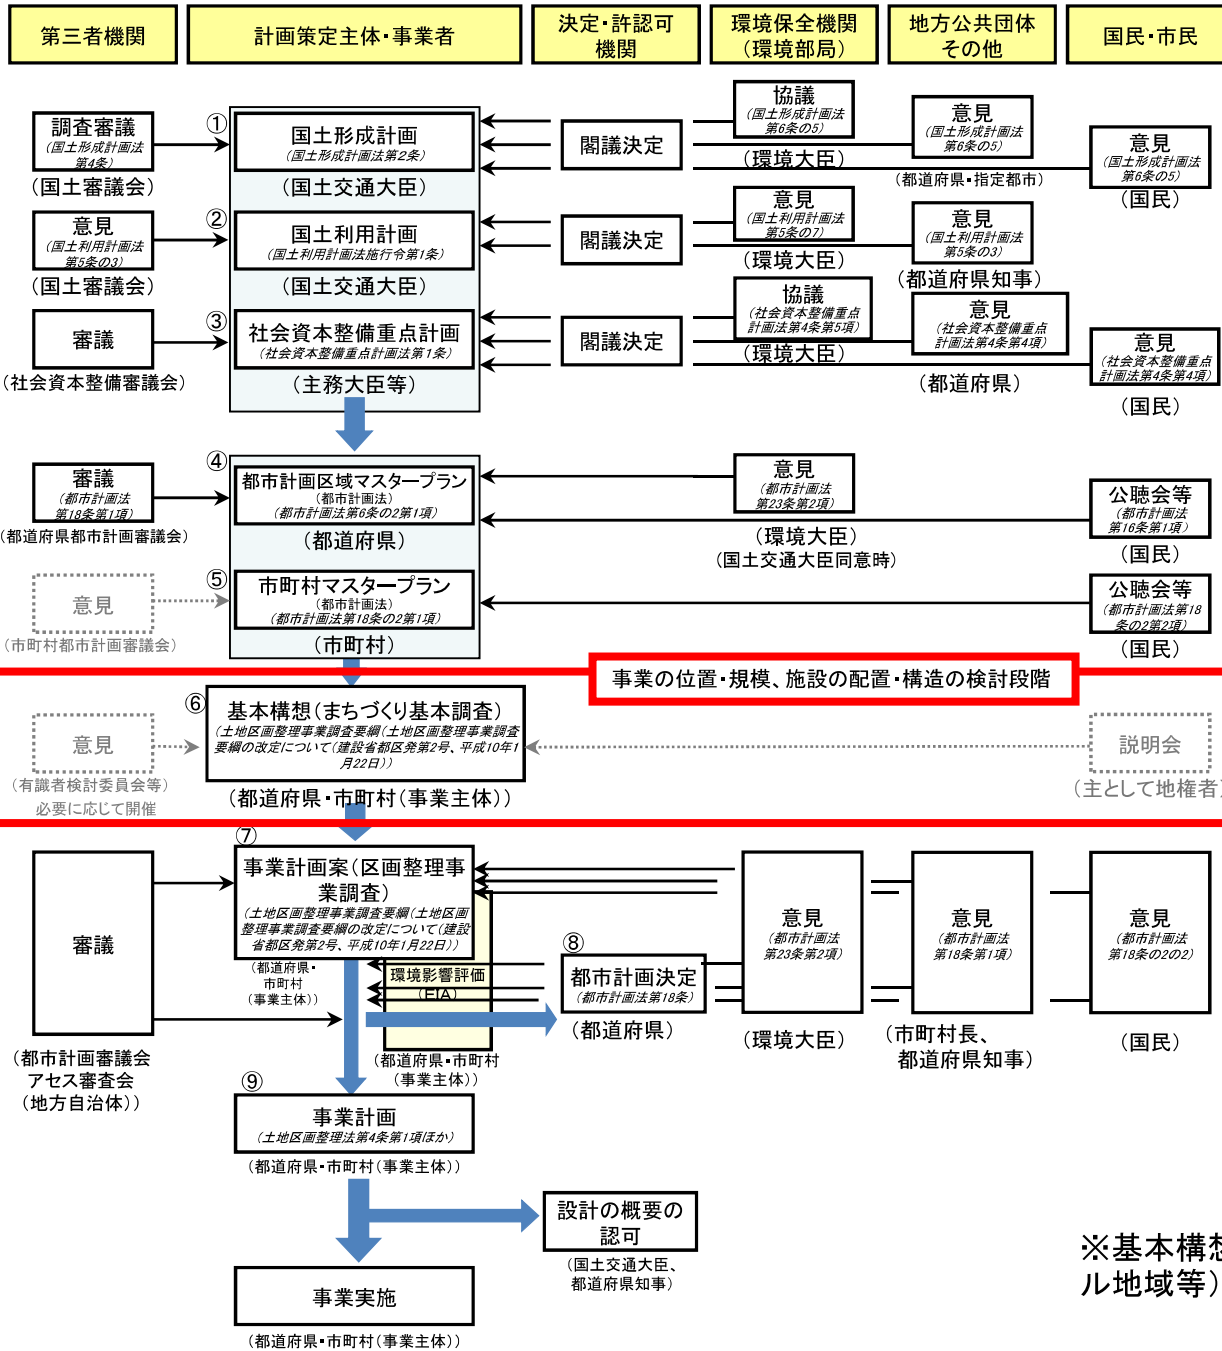 第三者機関
計画策定主体・事業者
決定・許認可
機関
環境保全機関
（環境部局）
地方公共団体
その他
国民・市民
調査審議
（国土形成計画法
第4条）
（国土審議会）
①
国土形成計画
（国土形成計画法第2条）
（国土交通大臣）
閣議決定
協議
（国土形成計画法
第6条の5）
（環境大臣）
意見
（国土形成計画法
第6条の5）
（都道府県・指定都市）
意見
（国土形成計画法
第6条の5）
（国民）
意見
（国土利用計画法
第5条の3）
（国土審議会）
②
国土利用計画
（国土利用計画法施行令第1条）
（国土交通大臣）
閣議決定
意見
（国土利用計画法
第5条の7）
（環境大臣）
意見
（国土利用計画法
第5条の3）
（都道府県知事）
審議
（社会資本整備審議会）
③
社会資本整備重点計画
（社会資本整備重点計画法第1条）
（主務大臣等）
閣議決定
協議
（社会資本整備重点
計画法第4条第5項）
（環境大臣）
意見
（社会資本整備重点
計画法第4条第4項）
（都道府県）
意見
（社会資本整備重点
計画法第4条第4項）
（国民）
審議
（都市計画法
第18条第1項）
（都道府県都市計画審議会）
④
都市計画区域マスタープラン
（都市計画法）
（都市計画法第6条の2第1項）
（都道府県）
意見
（都市計画法
第23条第2項）
（環境大臣）
（国土交通大臣同意時）
公聴会等
（都市計画法
第16条第1項）
（国民）
意見
（市町村都市計画審議会）
⑤
市町村マスタープラン
（都市計画法）
（都市計画法第18条の2第1項）
（市町村）
公聴会等
（都市計画法第18
条の2第2項）
（国民）
事業の位置・規模、施設の配置・構造の検討段階
意見
（有識者検討委員会等）
必要に応じて開催
⑥
基本構想（まちづくり基本調査）
（土地区画整理事業調査要綱（土地区画整理事業調査
要綱の改定について（建設省都区発第2号、平成10年1
月22日））
（都道府県・市町村（事業主体））
説明会
（主として地権者）
審議
（都市計画審議会
アセス審査会
（地方自治体））
⑦
事業計画案（区画整理事
業調査）
（土地区画整理事業調査要綱（土地区画
整理事業調査要綱の改定について（建設
省都区発第2号、平成10年1月22日））
（都道府県・
市町村
（事業主体））
環境影響評価
（EIA）
（都道府県・市町村
（事業主体））
⑧
都市計画決定
（都市計画法第18条）
（都道府県）
意見
（都市計画法
第23条第2項）
（環境大臣）
意見
（都市計画法
第18条第1項）
（市町村長、
都道府県知事）
意見
（都市計画法
第18条の2の2）
（国民）
⑨
事業計画
（土地区画整理法第4条第1項ほか）
（都道府県・市町村（事業主体））
設計の概要の
認可
（国土交通大臣、
都道府県知事）
事業実施
（都道府県・市町村（事業主体））
※基本構想
ル地域等）